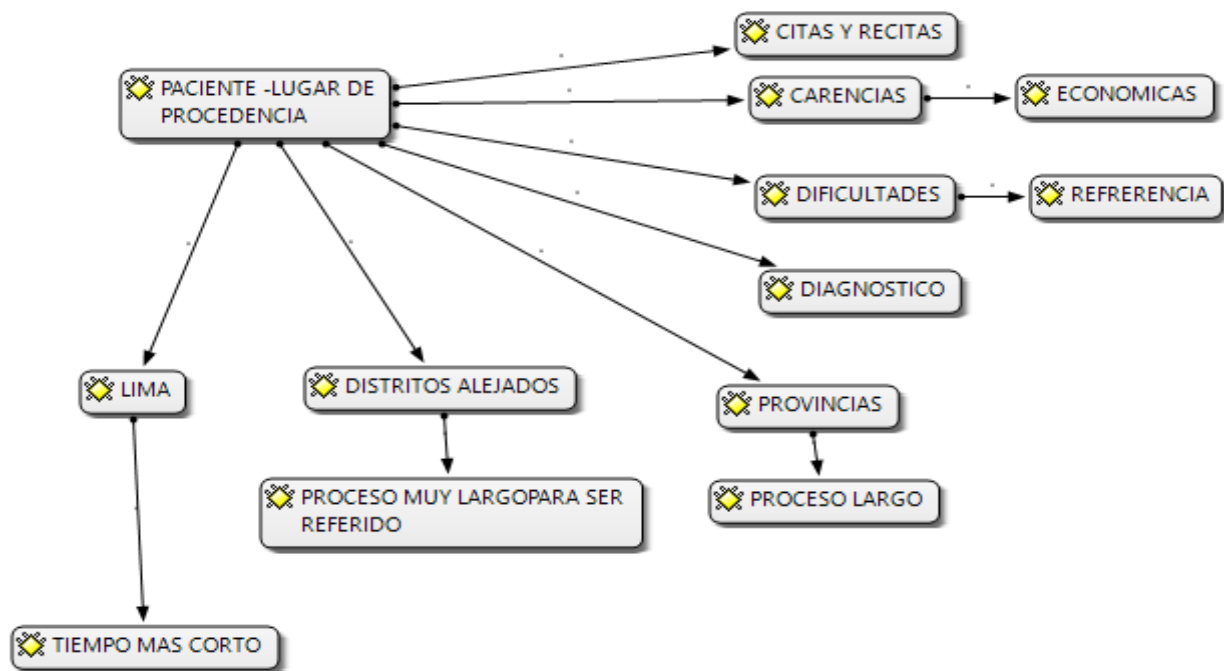 CITAS Y RECITAS
PACIENTE -LUGAR DE
PROCEDENCIA
CARENCIAS
ECONOMICAS
DIFICULTADES
REFRERENCIA
DIAGNOSTICO
LIMA
DISTRITOS ALEJADOS
PROVINCIAS
PROCESO MUY LARGOPARA SER
REFERIDO
PROCESO LARGO
TIEMPO MAS CORTO